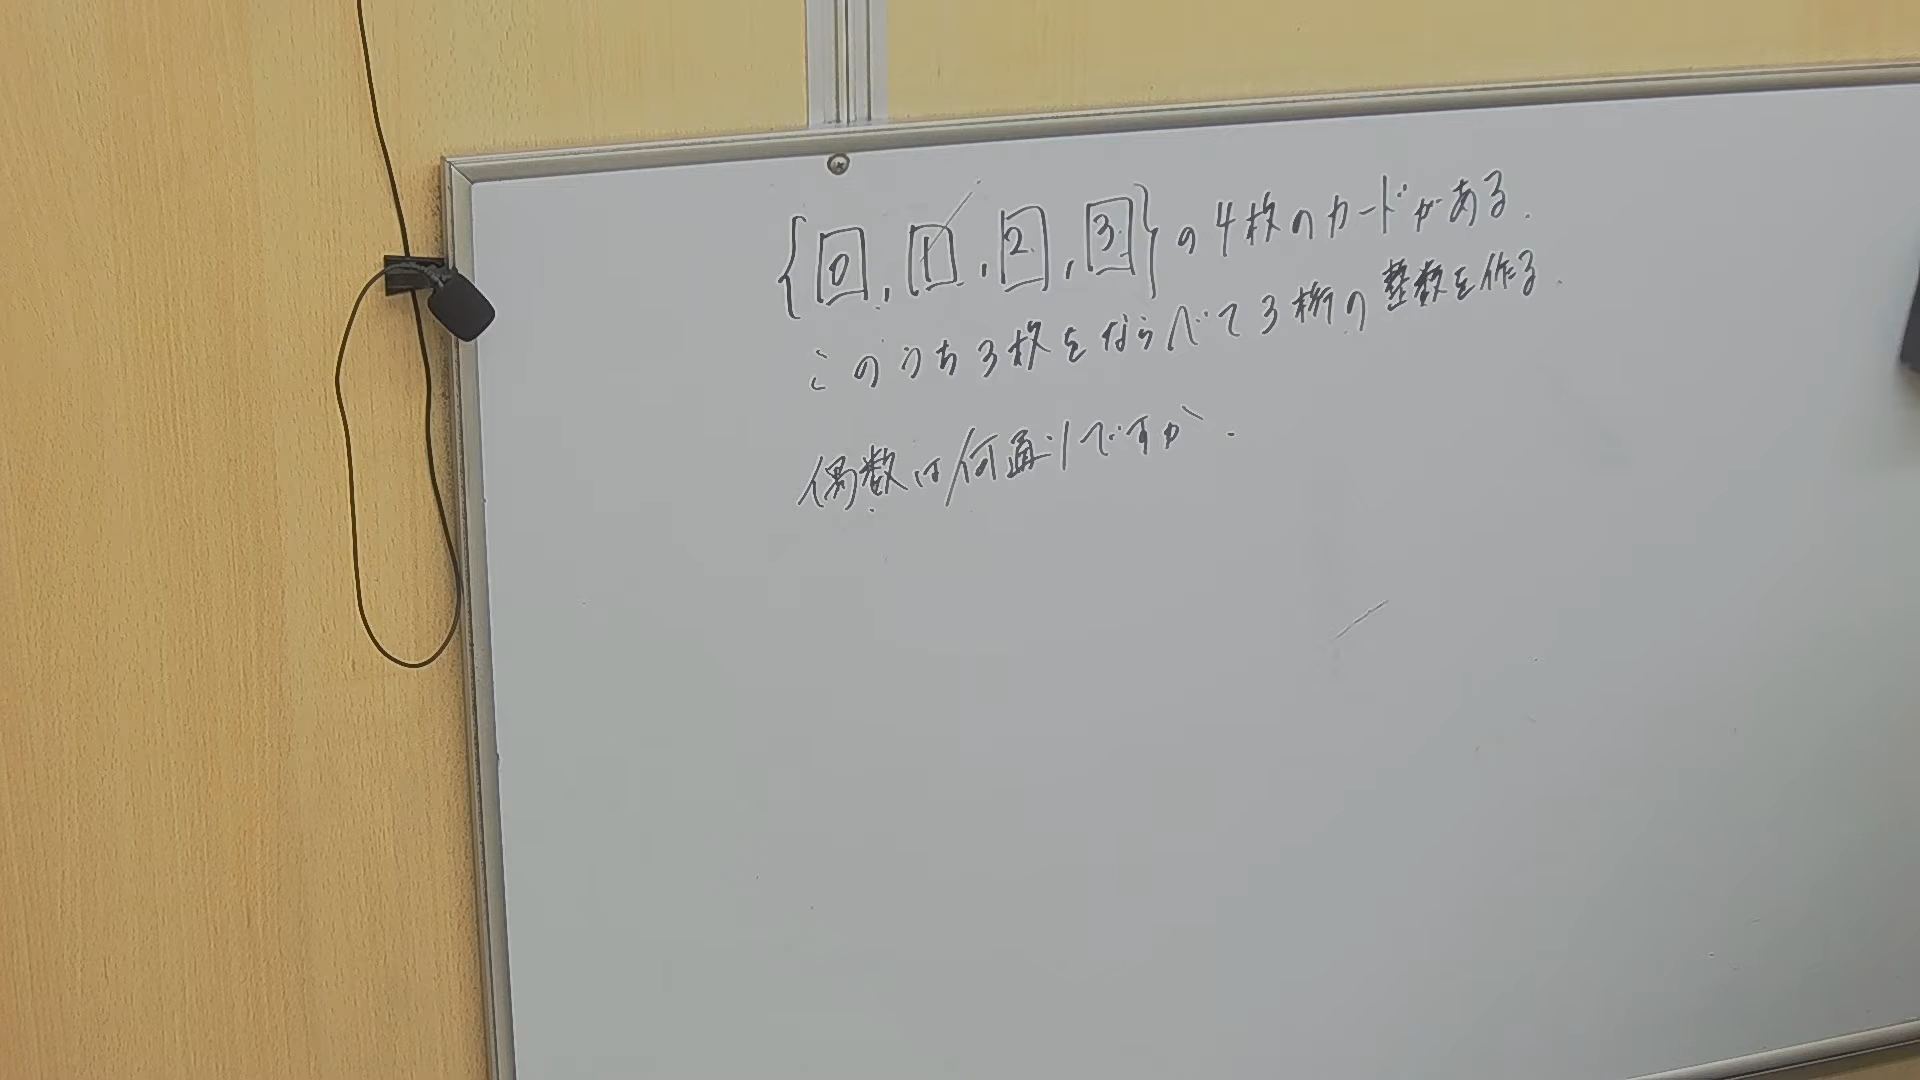 {0, 1, 2, 3}の4枚のカードがある.
このうち3枚をならべて3桁の整数を作る.
偶数は何通りですか.